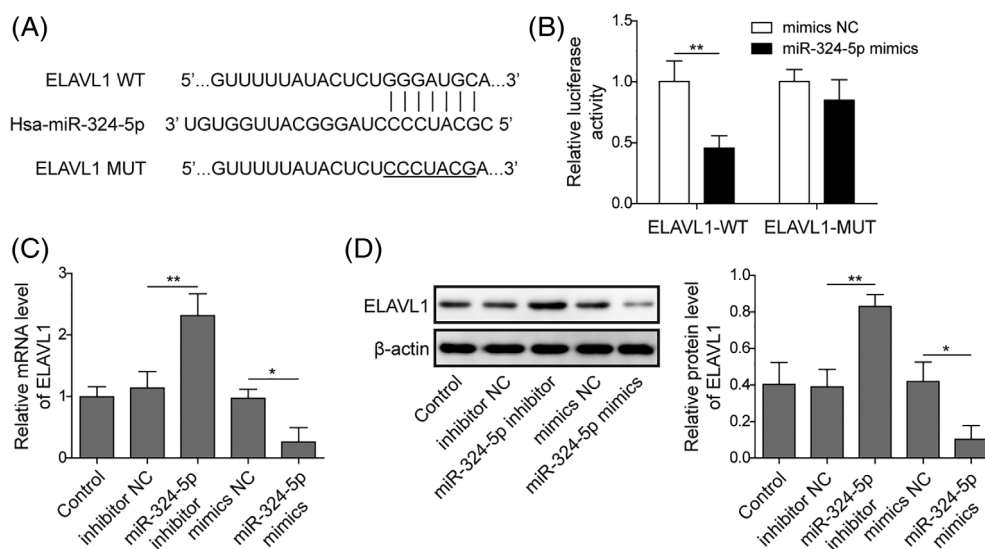 (A)
ELAVL1 WT 5’...GUUUUUAUACUCUGGGAUGCA...3’
Hsa-miR-324-5p 3’ UGUGGUUACGGGAUCCCCUACGC 5’
ELAVL1 MUT 5’...GUUUUUAUACUCUCCCUACGA...3’
(B)
Relative luciferase
activity
1.5
1.0
0.5
0.0
mimics NC
miR-324-5p mimics
**
ELAVL1-WT ELAVL1-MUT
(C)
Relative mRNA level
of ELAVL1
3
2
1
0
**
*
Control
inhibitor NC
miR-324-5p
inhibitor
mimics NC
miR-324-5p
mimics
(D)
ELAVL1
β-actin
Control
inhibitor NC
miR-324-5p inhibitor
mimics NC
miR-324-5p mimics
Relative protein level
of ELAVL1
1.0
0.8
0.6
0.4
0.2
0.0
**
*
Control
inhibitor NC
miR-324-5p
inhibitor
mimics NC
miR-324-5p
mimics